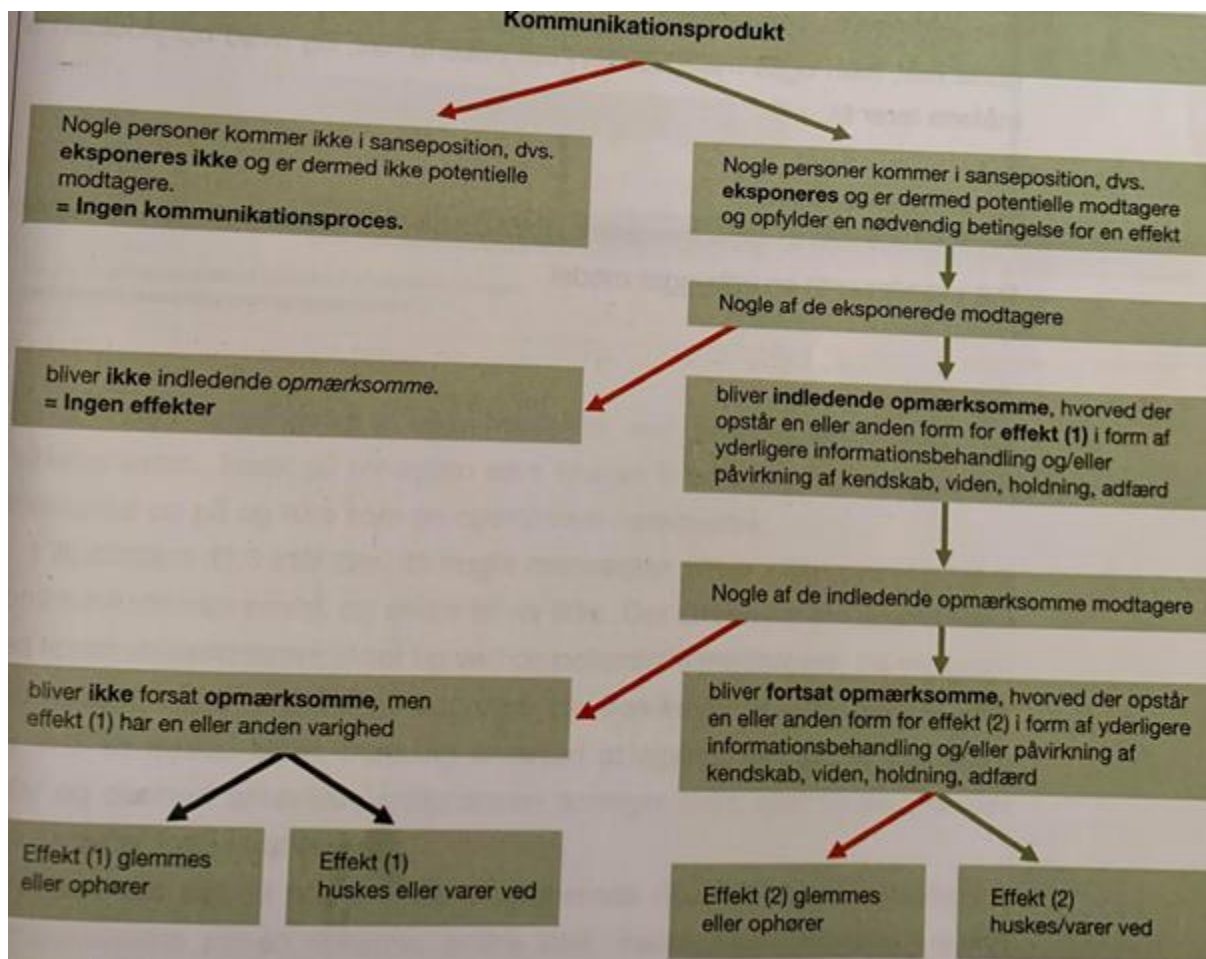 Kommunikationsprodukt
Nogle personer kommer ikke i sanseposition, dvs.
eksponeres ikke og er dermed ikke potentielle
modtagere.
= Ingen kommunikationsproces.
Nogle personer kommer i sanseposition, dvs.
eksponeres og er dermed potentielle modtagere
og opfylder en nødvendig betingelse for en effekt
Nogle af de eksponerede modtagere
bliver ikke indledende opmærksomme.
= Ingen effekter
bliver indledende opmærksomme, hvorved der
opstår en eller anden form for effekt (1) i form af
yderligere informationsbehandling og/eller
påvirkning af kendskab, viden, holdning, adfærd
Nogle af de indledende opmærksomme modtagere
bliver ikke forsat opmærksomme, men
effekt (1) har en eller anden varighed
bliver fortsat opmærksomme, hvorved der opstår
en eller anden form for effekt (2) i form af yderligere
informationsbehandling og/eller påvirkning af
kendskab, viden, holdning, adfærd
Effekt (1) glemmes
eller ophører
Effekt (1)
huskes eller varer ved
Effekt (2) glemmes
eller ophører
Effekt (2)
huskes/varer ved